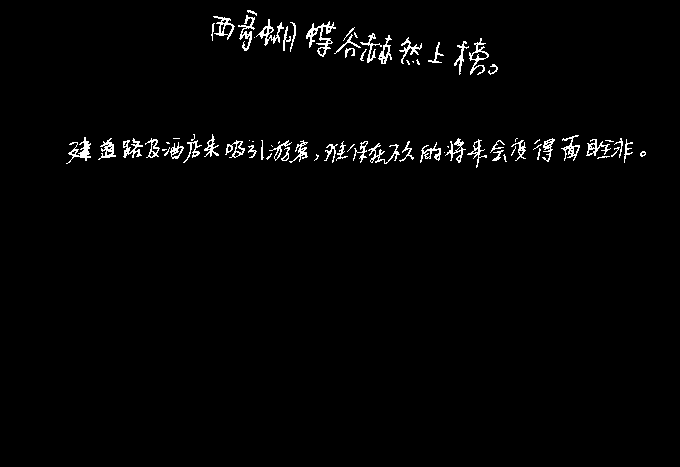 西哥蝴蝶谷赫然上榜。
建道路及酒店来吸引游客,难保在不久的将来会变得面目全非。